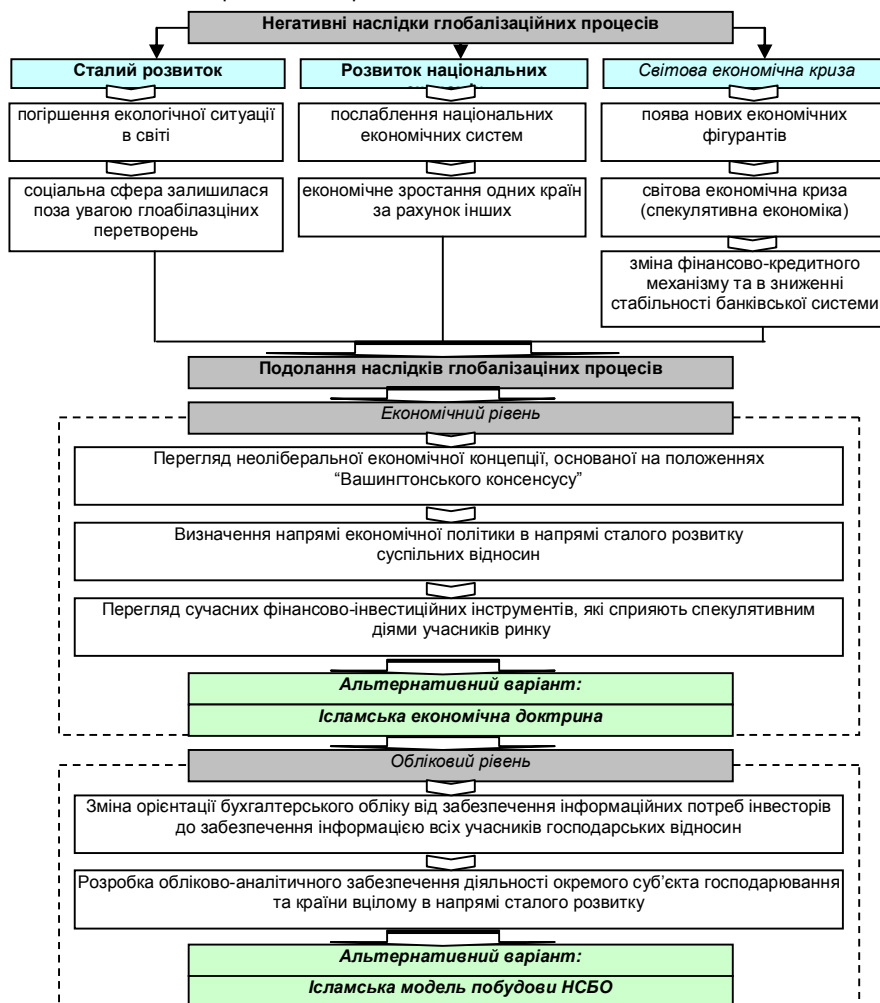 Негативні наслідки глобалізаційних процесів
Сталий розвиток
погіршення екологічної ситуації
в світі
соціальна сфера залишилася
поза увагою глоабілазціних
перетворень
Розвиток національних
послаблення національних
економічних систем
економічне зростання одних країн
за рахунок інших
Світова економічна криза
поява нових економічних
фігурантів
світова економічна криза
(спекулятивна економіка)
зміна фінансово-кредитного
механізму та в зниженні
стабільності банківської системи
Подолання наслідків глобалізаціних процесів
Економічний рівень
Перегляд неоліберальної економічної концепції, основаної на положеннях
“Вашингтонського консенсусу”
Визначення напрямі економічної політики в напрямі сталого розвитку
суспільних відносин
Перегляд сучасних фінансово-інвестиційних інструментів, які сприяють спекулятивним
діями учасників ринку
Альтернативний варіант:
Ісламська економічна доктрина
Обліковий рівень
Зміна орієнтації бухгалтерського обліку від забезпечення інформаційних потреб інвесторів
до забезпечення інформацією всіх учасників господарських відносин
Розробка обліково-аналітичного забезпечення діяльності окремого суб’єкта господарювання
та країни вцілому в напрямі сталого розвитку
Альтернативний варіант:
Ісламська модель побудови НСБО